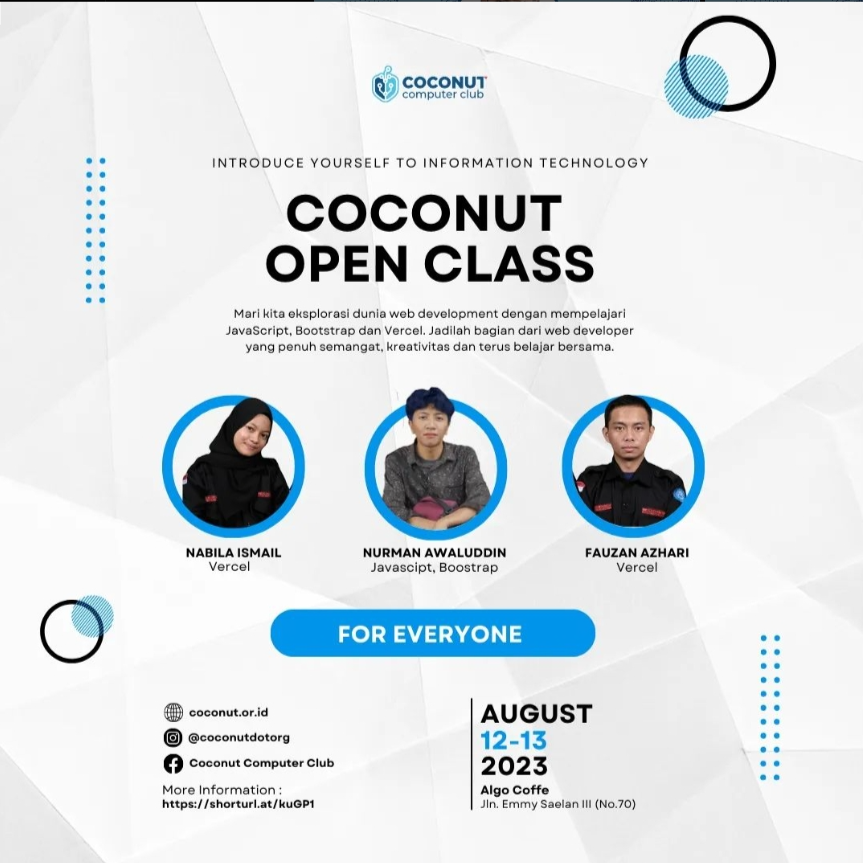 COCONUT
computer club
INTRODUCE YOURSELF TO INFORMATION TECHNOLOGY
COCONUT
OPEN CLASS
Mari kita eksplorasi dunia web development dengan mempelajari
JavaScript, Bootstrap dan Vercel. Jadilah bagian dari web developer
yang penuh semangat, kreativitas dan terus belajar bersama.
NABILA ISMAIL
Vercel
NURMAN AWALUDDIN
Javascipt, Boostrap
FAUZAN AZHARI
Vercel
FOR EVERYONE
coconut.or.id
@coconutdotorg
Coconut Computer Club
More Information :
https://shorturl.at/kuGP1
AUGUST
12-13
2023
Algo Coffe
Jln. Emmy Saelan III (No.70)